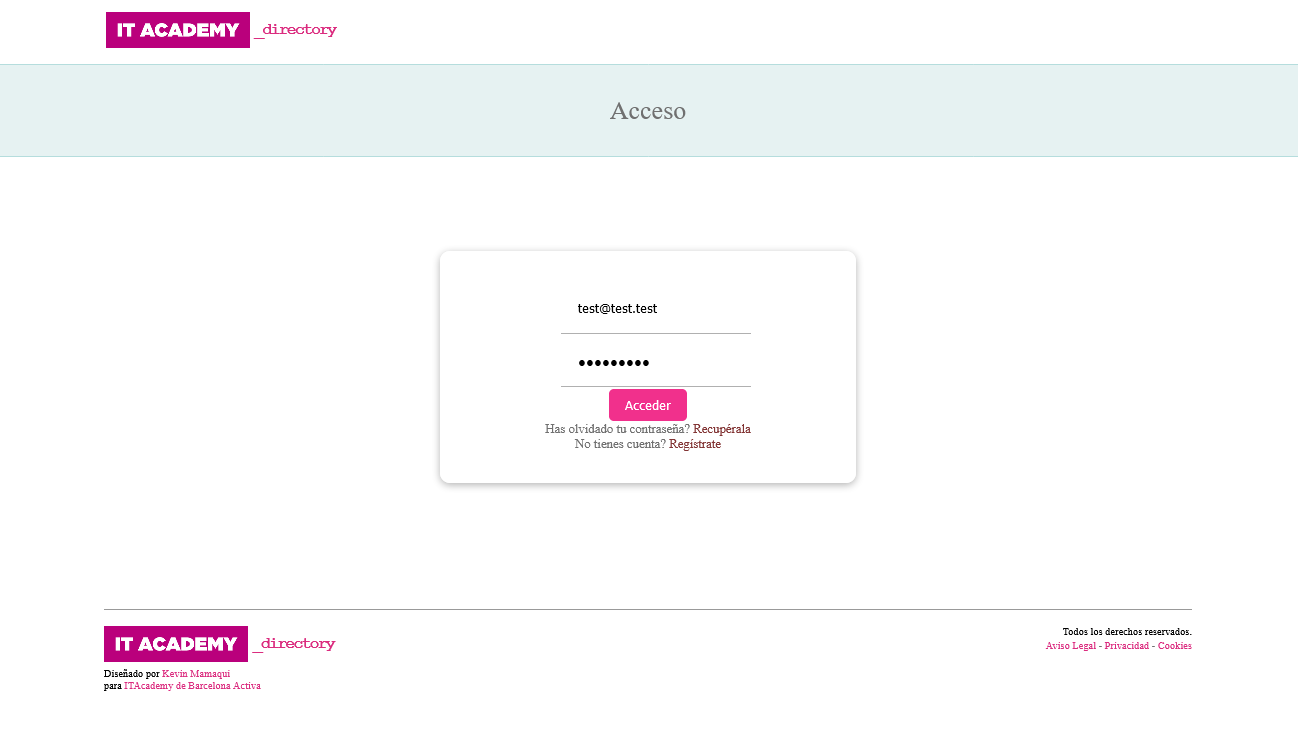 IT ACADEMY _directory
Acceso
test@test.test
•••••••••
Acceder
Has olvidado tu contraseña? Recupérala
No tienes cuenta? Regístrate
IT ACADEMY _directory
Diseñado por Kevin Mamaqui
para ITAcademy de Barcelona Activa
Todos los derechos reservados.
Aviso Legal - Privacidad - Cookies